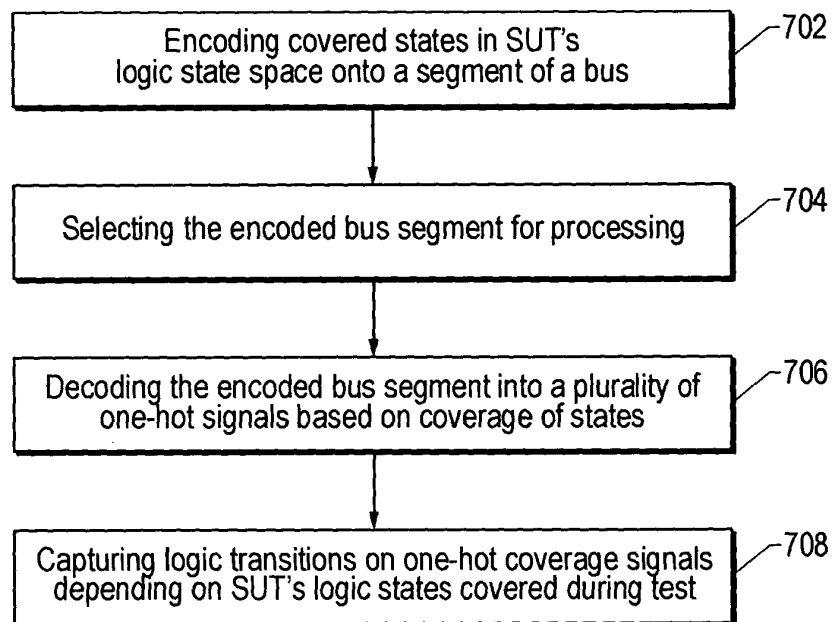 Encoding covered states in SUT's
logic state space onto a segment of a bus
702
Selecting the encoded bus segment for processing
704
Decoding the encoded bus segment into a plurality of
one-hot signals based on coverage of states
706
Capturing logic transitions on one-hot coverage signals
depending on SUT's logic states covered during test
708